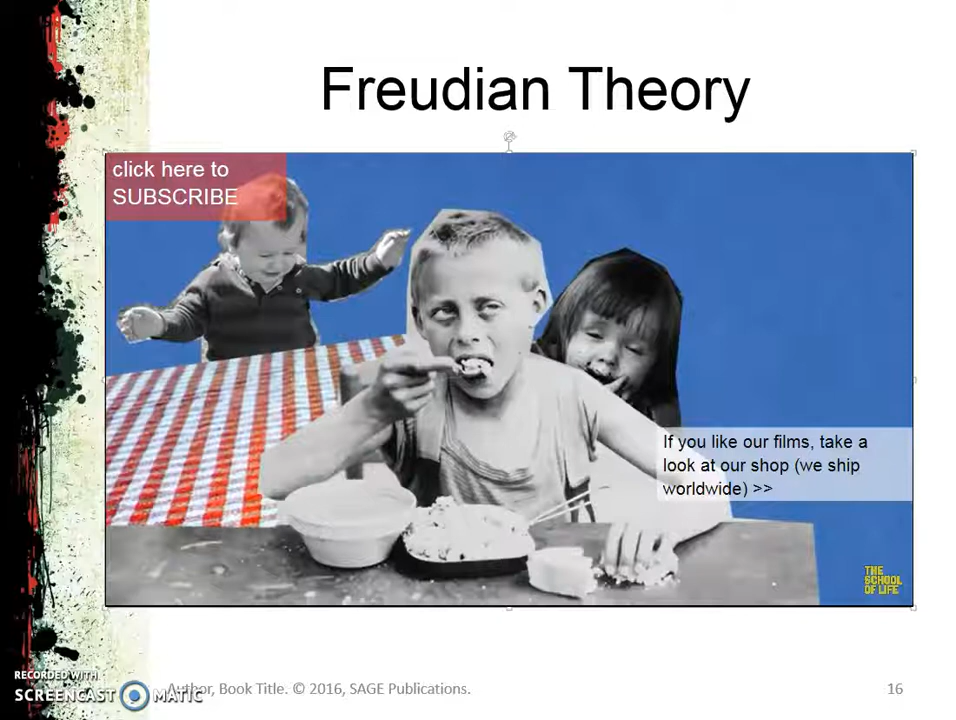 Freudian Theory
click here to
SUBSCRIBE
If you like our films, take a
look at our shop (we ship
worldwide) >>
THE
SCHOOL
OF LIFE
RECORDED WITH
SCREENCAST MATIC
Author, Book Title. © 2016, SAGE Publications.
16